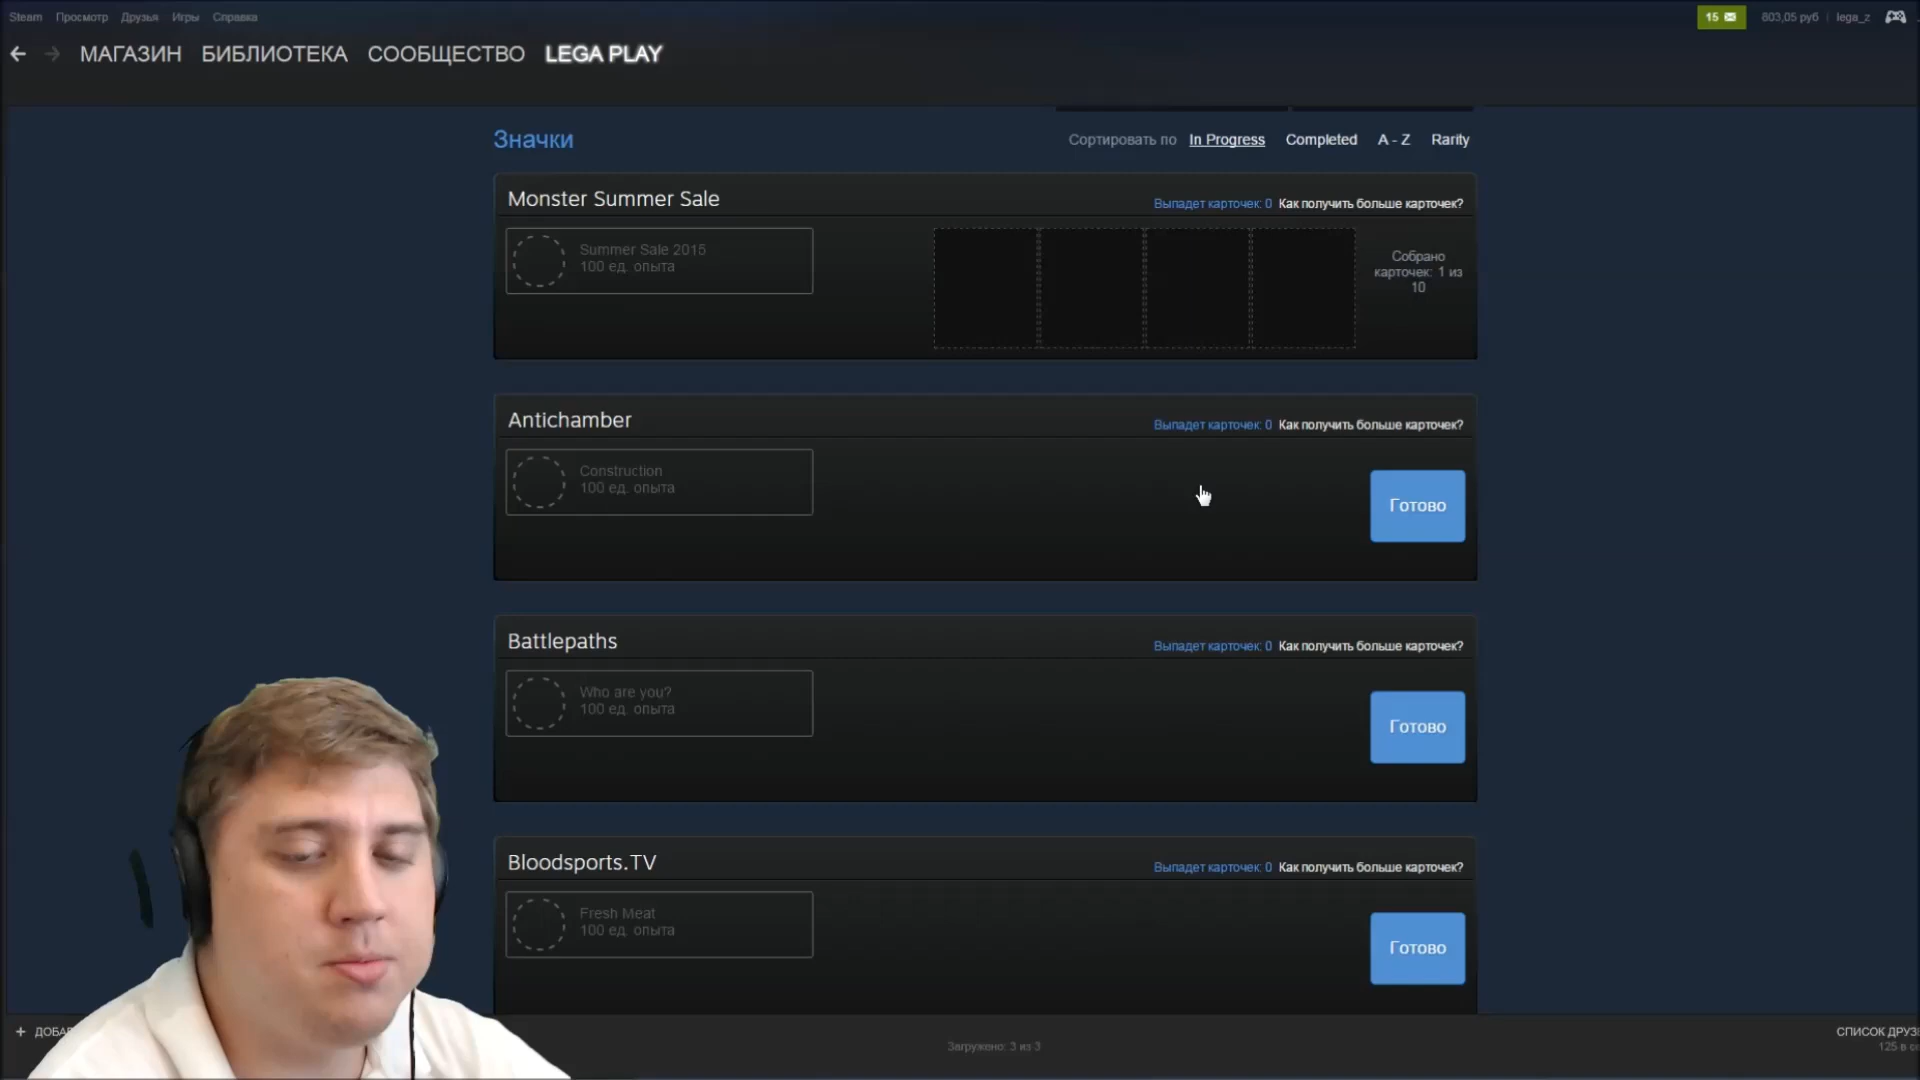 Steam Просмотр Друзья Игры Справка
15 803,05 руб lega_z
МАГАЗИН БИБЛИОТЕКА СООБЩЕСТВО LEGA PLAY
Значки
Сортировать по In Progress Completed A - Z Rarity
Monster Summer Sale
Выпадет карточек: 0 Как получить больше карточек?
Summer Sale 2015
100 ед. опыта
Собрано
карточек: 1 из
10
Antichamber
Выпадет карточек: 0 Как получить больше карточек?
Construction
100 ед. опыта
Готово
Battlepaths
Выпадет карточек: 0 Как получить больше карточек?
Who are you?
100 ед. опыта
Готово
Bloodsports.TV
Выпадет карточек: 0 Как получить больше карточек?
Fresh Meat
100 ед. опыта
Готово
+ ДОБА
Загружено: 3 из 3
СПИСОК ДРУЗ
125 в